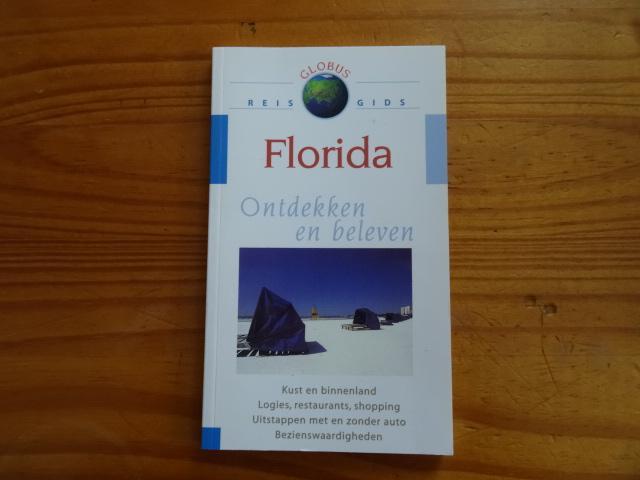 GLOBUS
REIS GIDS
Florida
Ontdekken
en beleven
Kust en binnenland
Logies, restaurants, shopping
Uitstappen met en zonder auto
Bezienswaardigheden